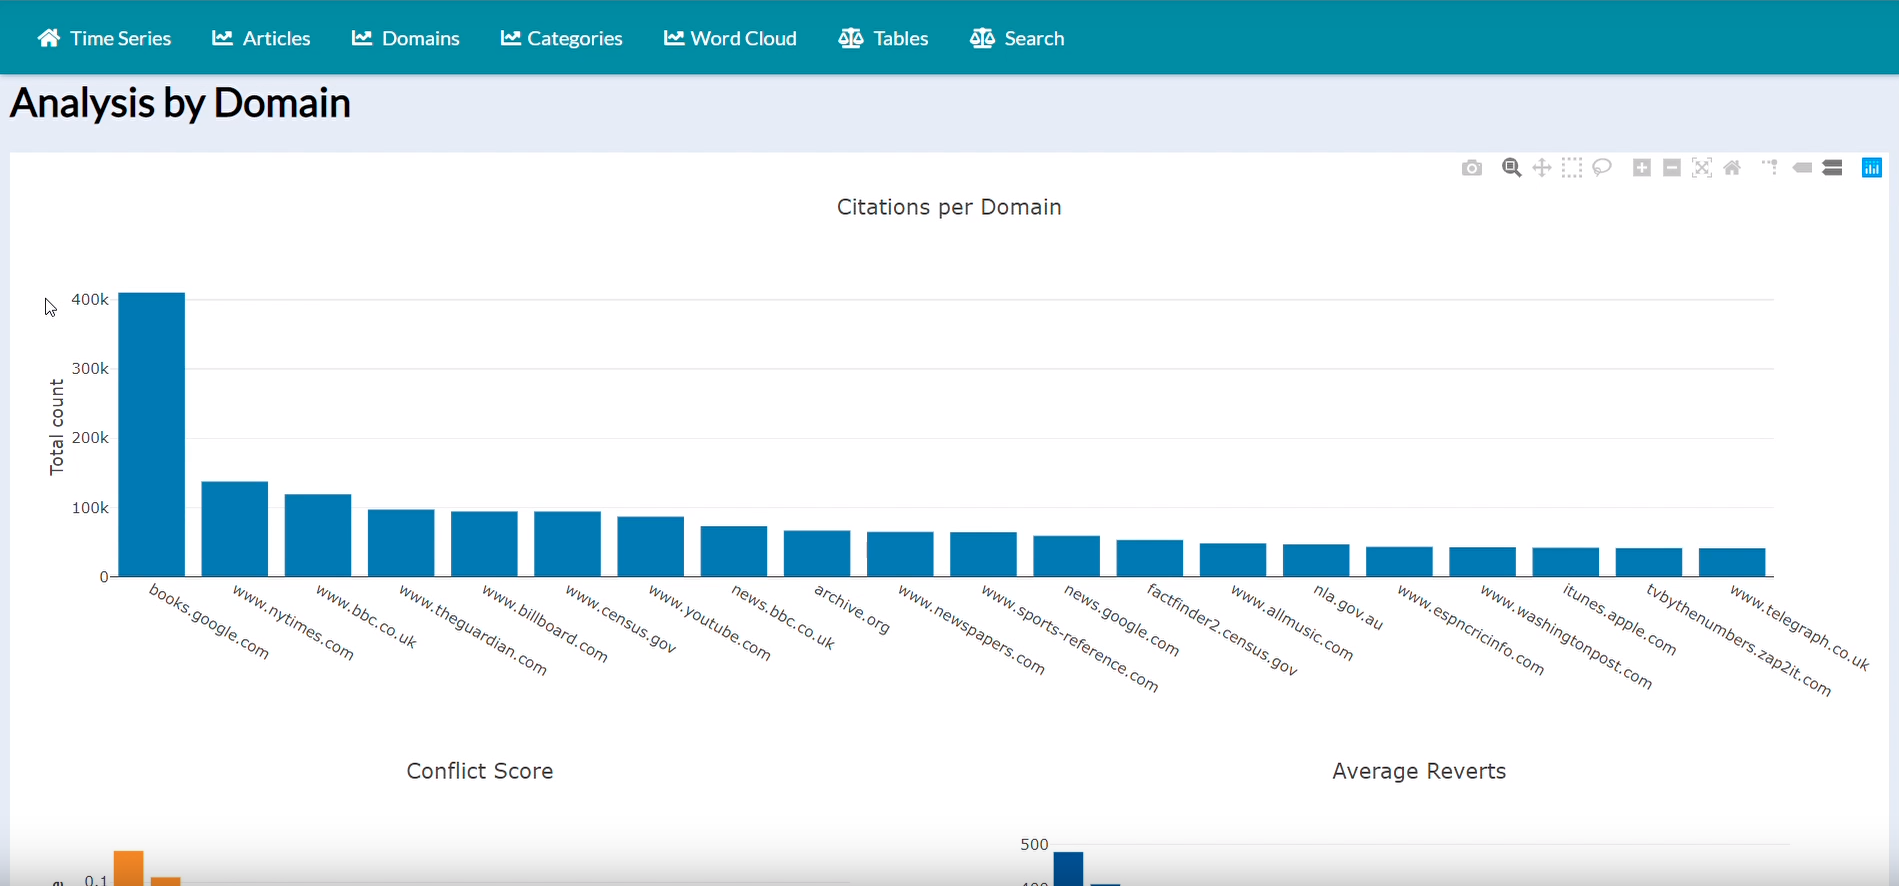 Time Series Articles Domains Categories Word Cloud Tables Search
Analysis by Domain
Citations per Domain
400k
300k
200k
100k
0
Total count
books.google.com
www.nytimes.com
www.bbc.co.uk
www.theguardian.com
www.billboard.com
www.census.gov
www.youtube.com
news.bbc.co.uk
archive.org
www.newspapers.com
www.sports-reference.com
news.google.com
factfinder2.census.gov
www.allmusic.com
nla.gov.au
www.espncricinfo.com
www.washingtonpost.com
itunes.apple.com
tvbythenumbers.zap2it.com
www.telegraph.co.uk
Conflict Score
Average Reverts
0.1
500